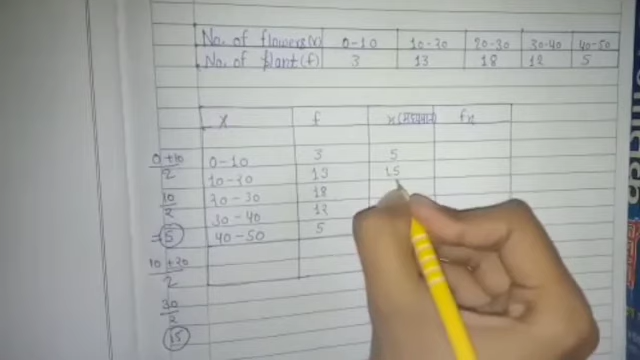 No. of flowers(x) 0-10 10-20 20-30 30-40 40-50
No. of plant(f) 3 13 18 12 5
x f x(मध्यमान) fx
0-10 3 5
10-20 13 15
20-30 18
30-40 12
40-50 5
0+10
2
10
2
=5
10+20
2
30
2
15